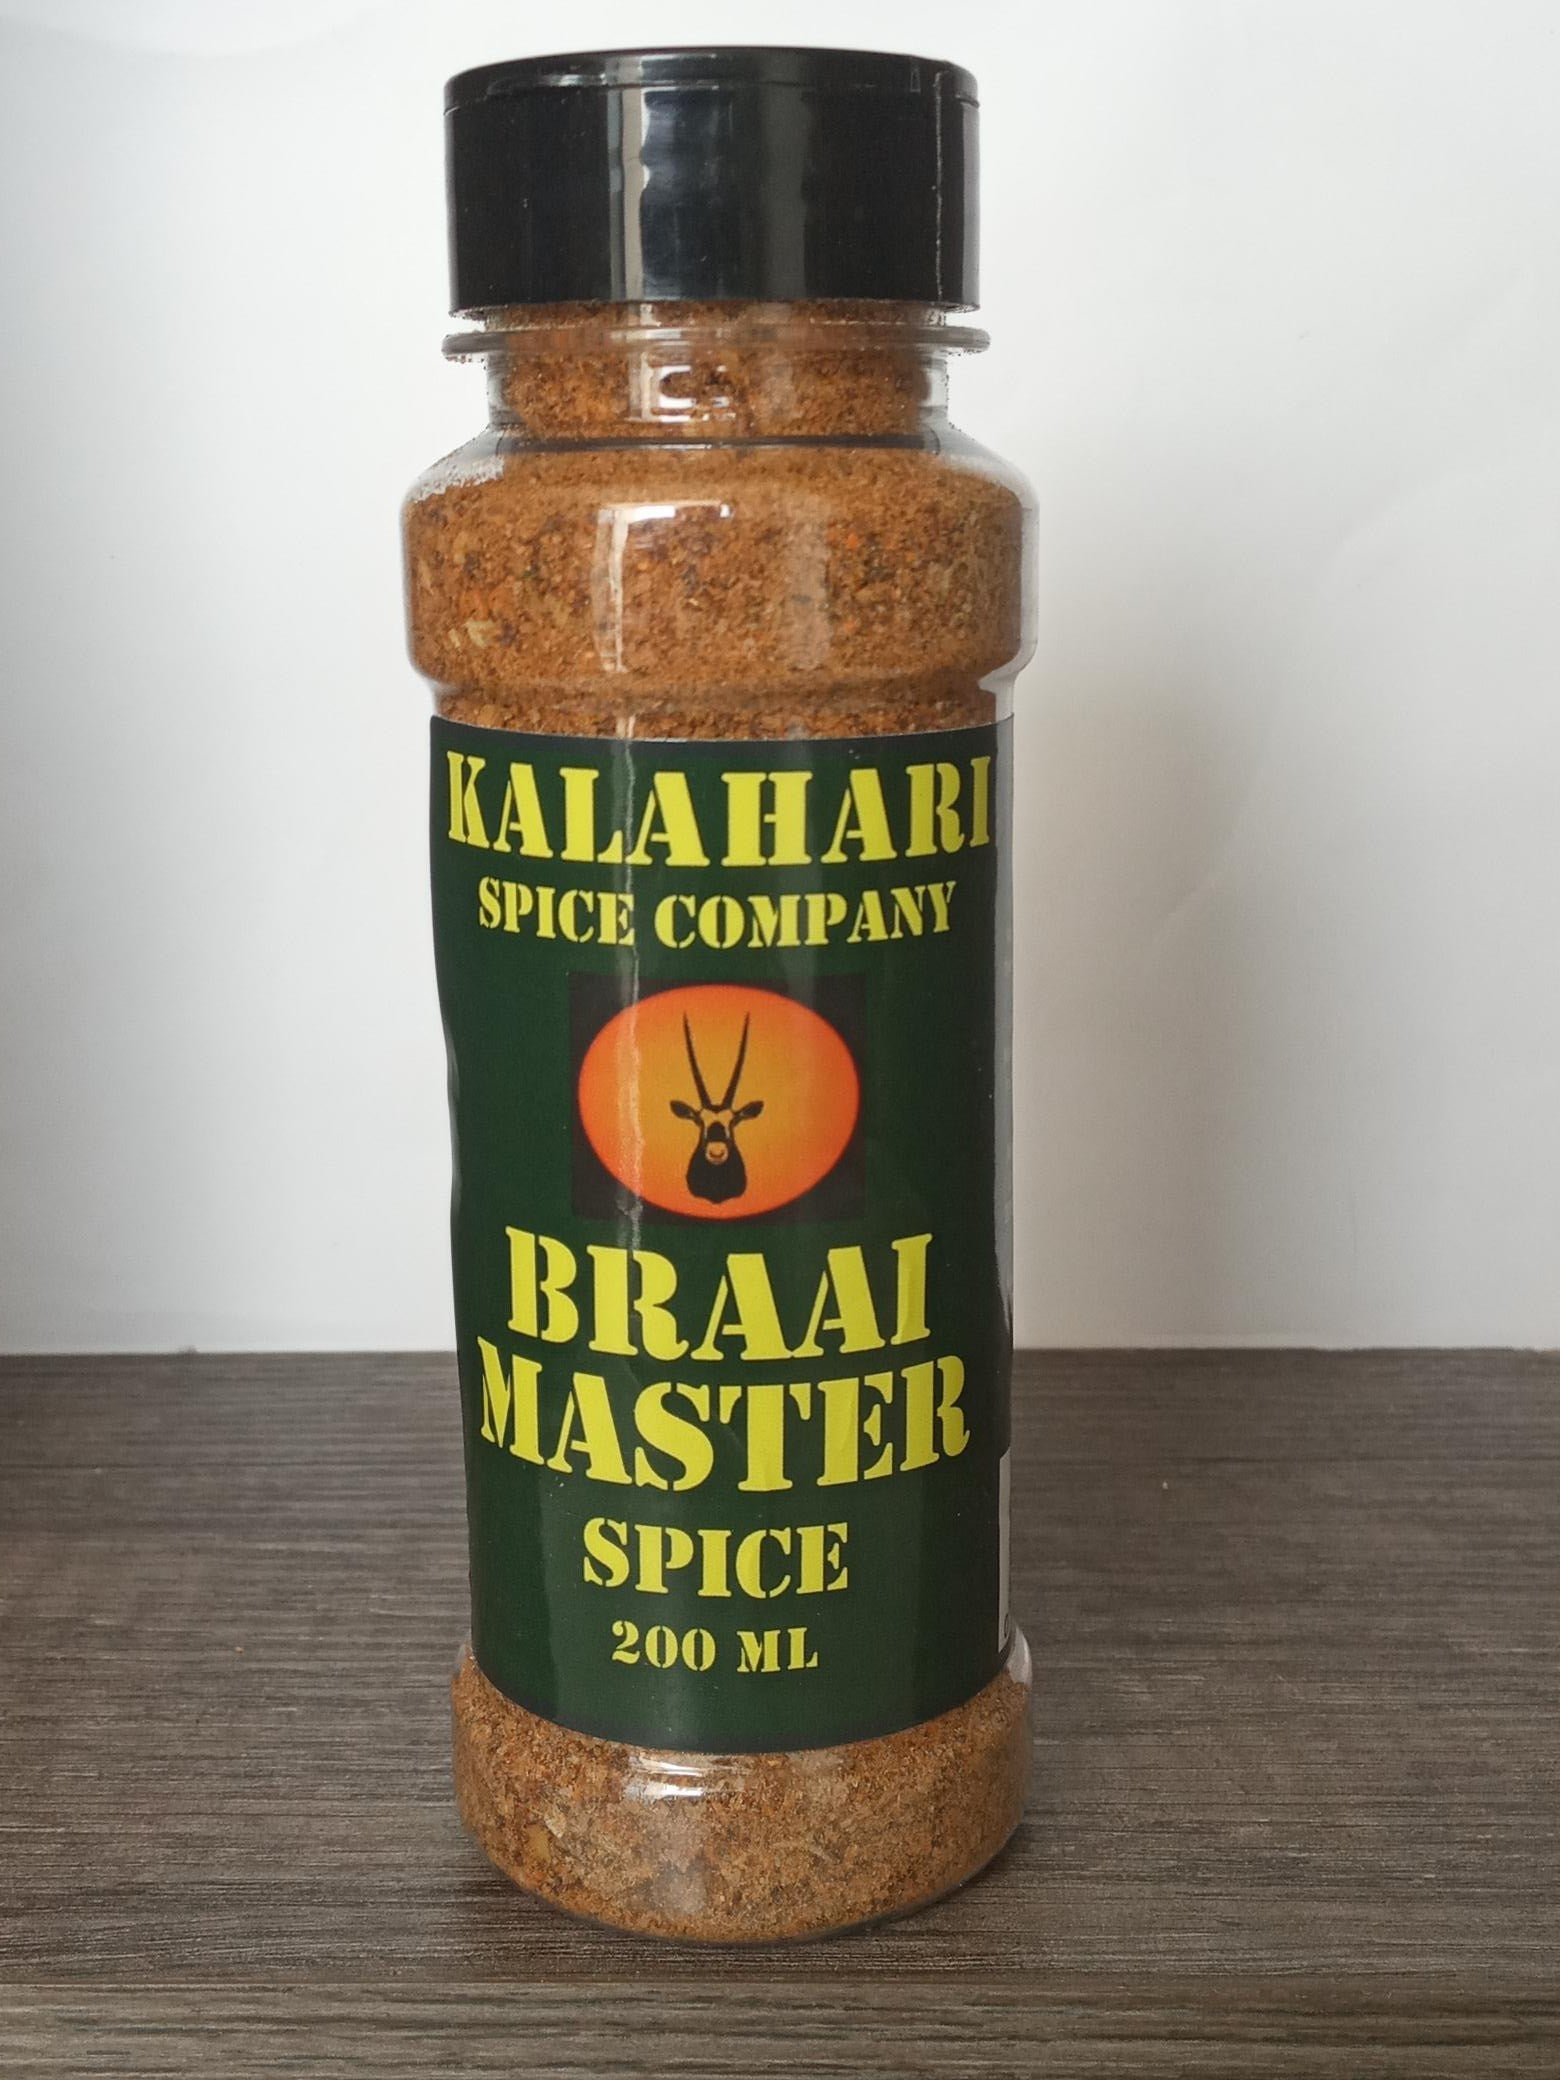 KALAHARI
SPICE COMPANY
BRAAI
MASTER
SPICE
200 ML